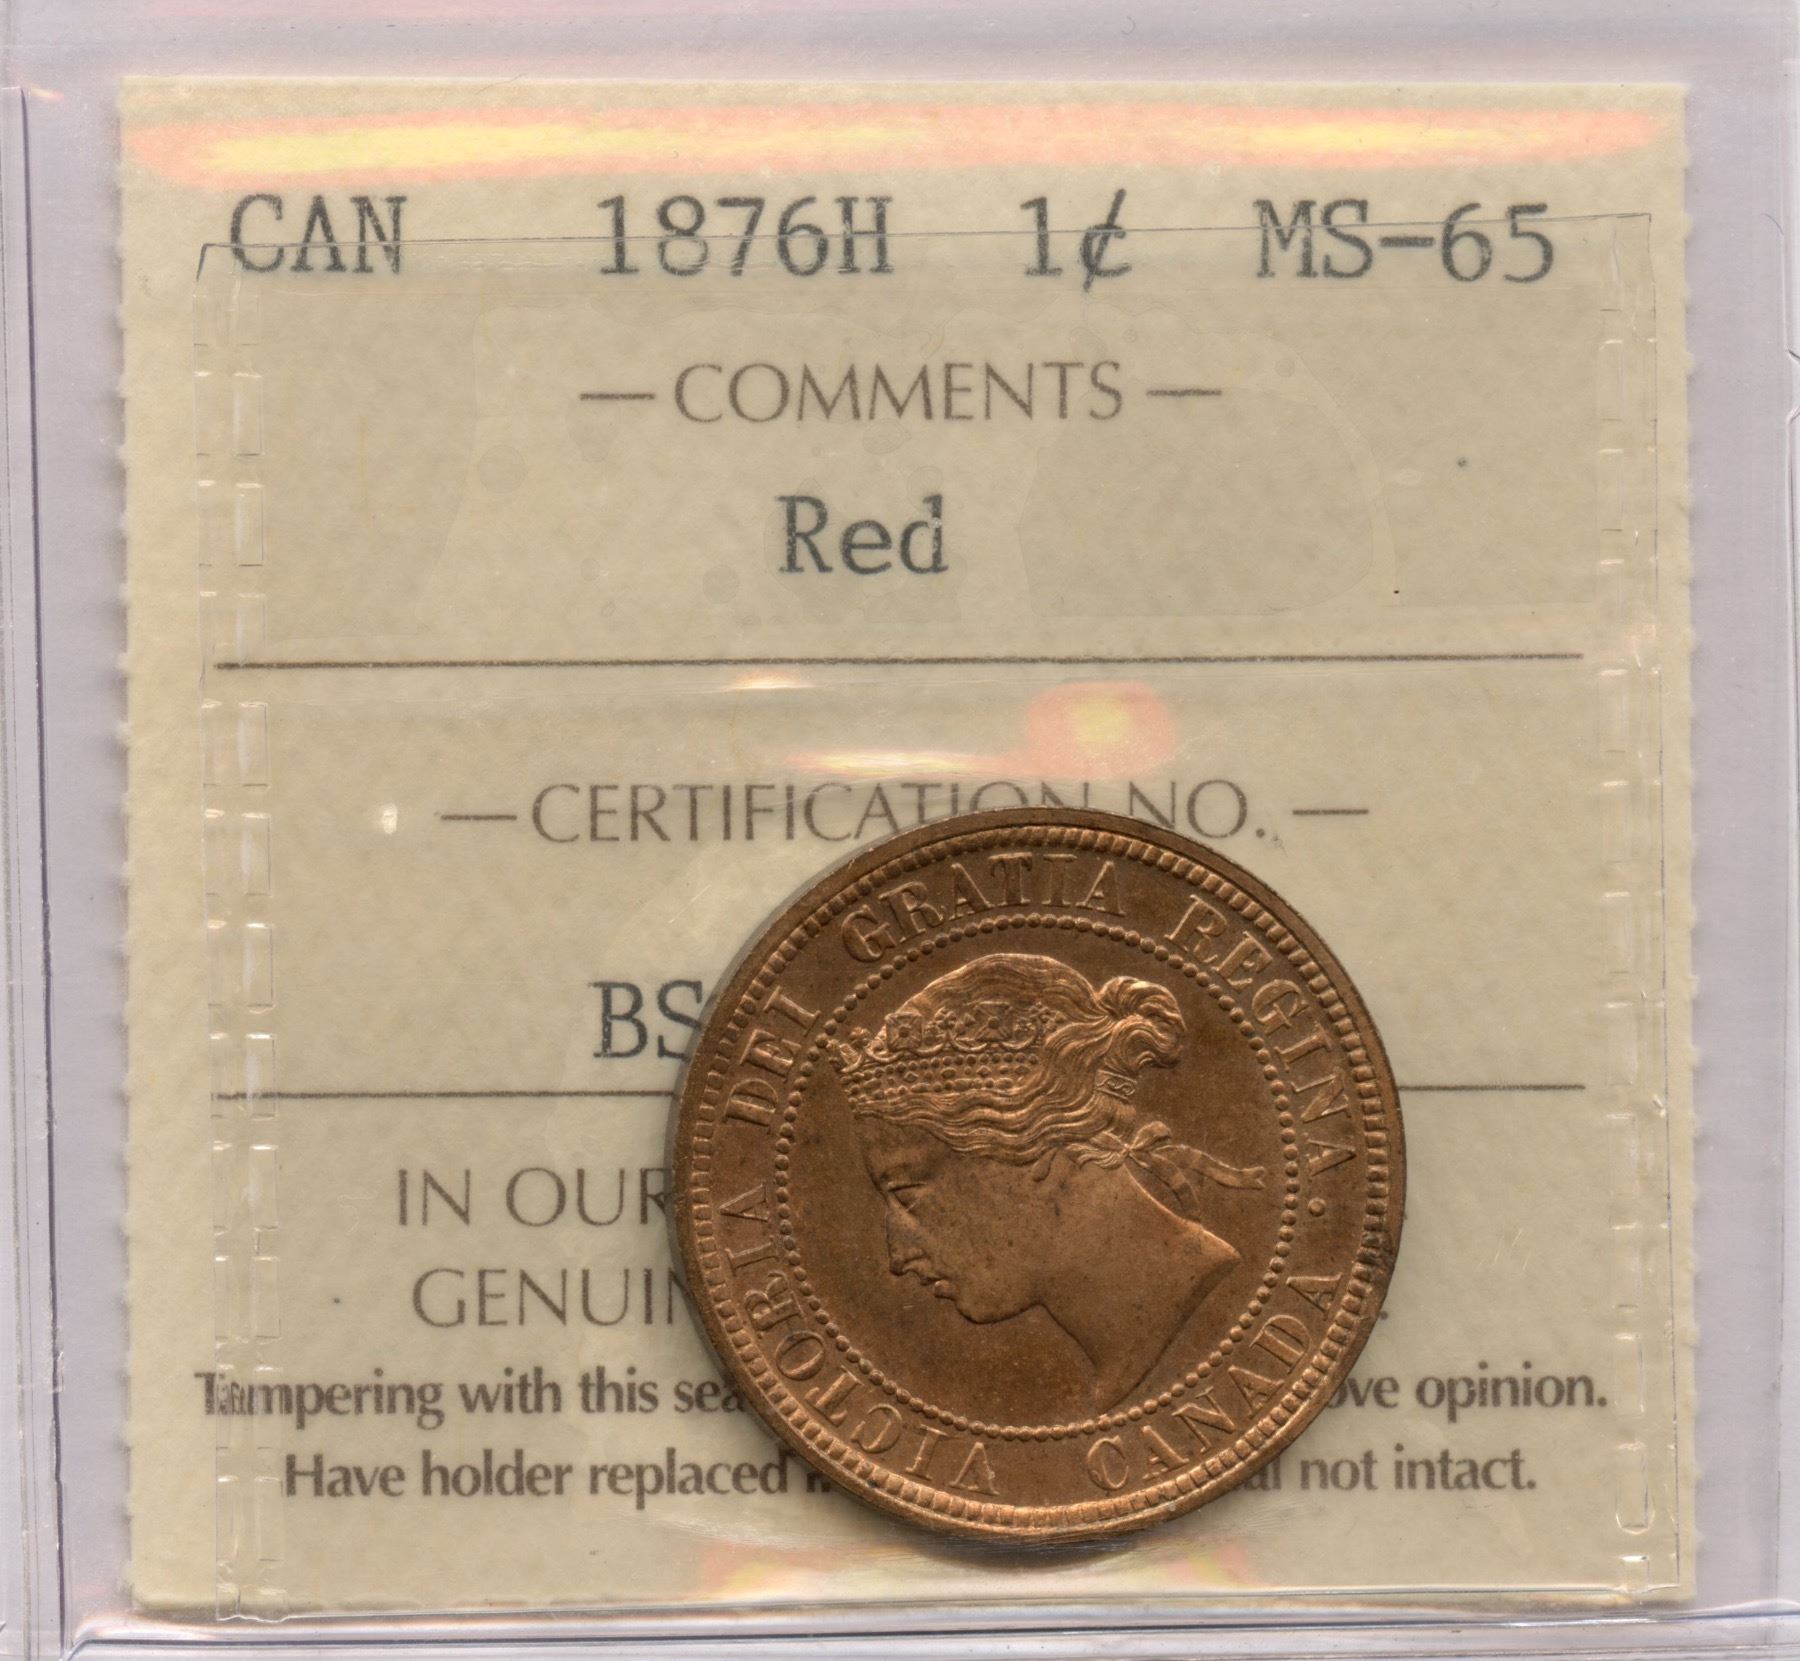 CAN 1876H 1¢ MS-65
— COMMENTS —
Red
— CERTIFICATION NO. —
BS
IN OUR
GENUIN
Tampering with this sea ove opinion.
Have holder replaced al not intact.
VICTORIA DEI GRATIA REGINA.
CANADA